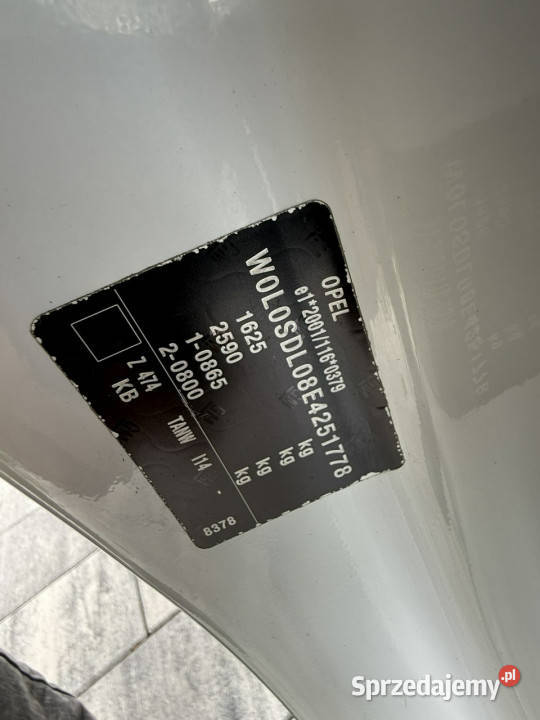 OPEL
e1*2001/116*0379
W0L0SDL08E4251778
1625 kg
2590 kg
1-0865 kg
2-0800 kg
Z 474 TANW I14
KB
8378
Sprzedajemy.pl